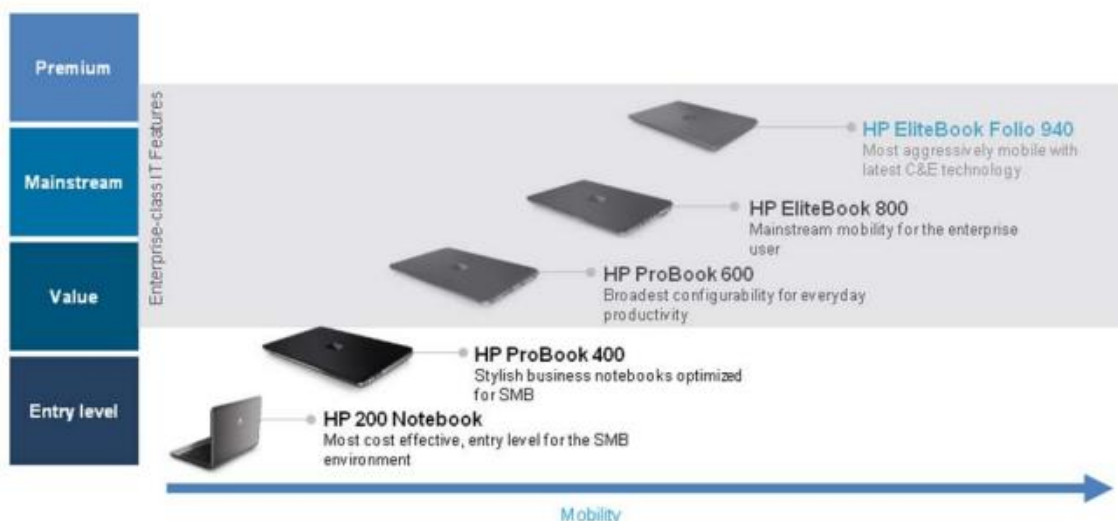 Premium
Mainstream
Value
Entry level
Enterprise-class IT Features
HP EliteBook Folio 940
Most aggressively mobile with
latest C&E technology
HP EliteBook 800
Mainstream mobility for the enterprise
user
HP ProBook 600
Broadest configurability for everyday
productivity
HP ProBook 400
Stylish business notebooks optimized
for SMB
HP 200 Notebook
Most cost effective, entry level for the SMB
environment
Mobility